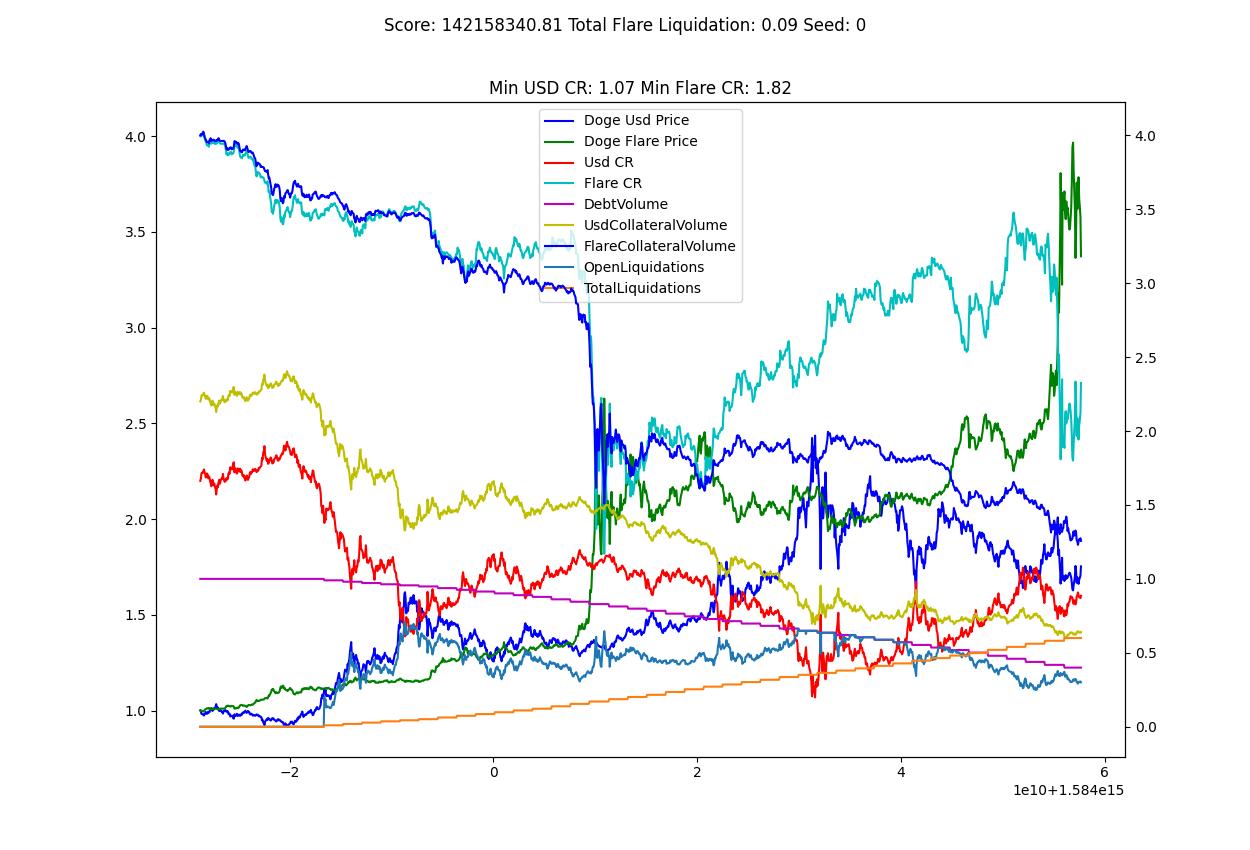 Score: 142158340.81 Total Flare Liquidation: 0.09 Seed: 0
Min USD CR: 1.07 Min Flare CR: 1.82
4.0
3.5
3.0
2.5
2.0
1.5
1.0
Doge Usd Price
Doge Flare Price
Usd CR
Flare CR
DebtVolume
UsdCollateralVolume
FlareCollateralVolume
OpenLiquidations
TotalLiquidations
4.0
3.5
3.0
2.5
2.0
1.5
1.0
0.5
0.0
−2 0 2 4 6
1e10+1.584e15